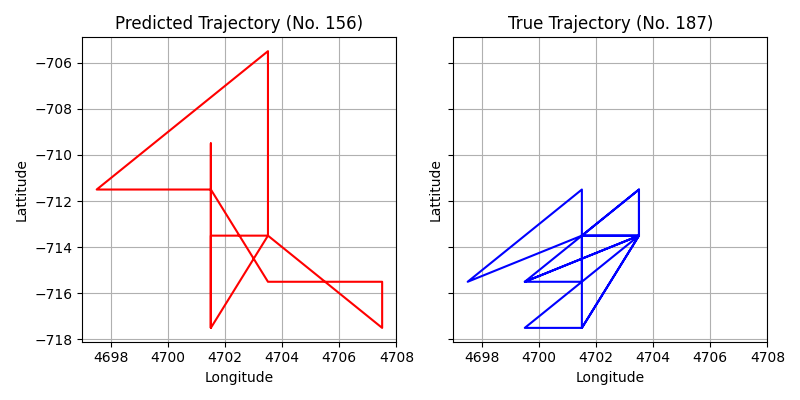 Predicted Trajectory (No. 156)
True Trajectory (No. 187)
−706
−708
−710
−712
−714
−716
−718
Lattitude
Lattitude
4698 4700 4702 4704 4706 4708
4698 4700 4702 4704 4706 4708
Longitude
Longitude